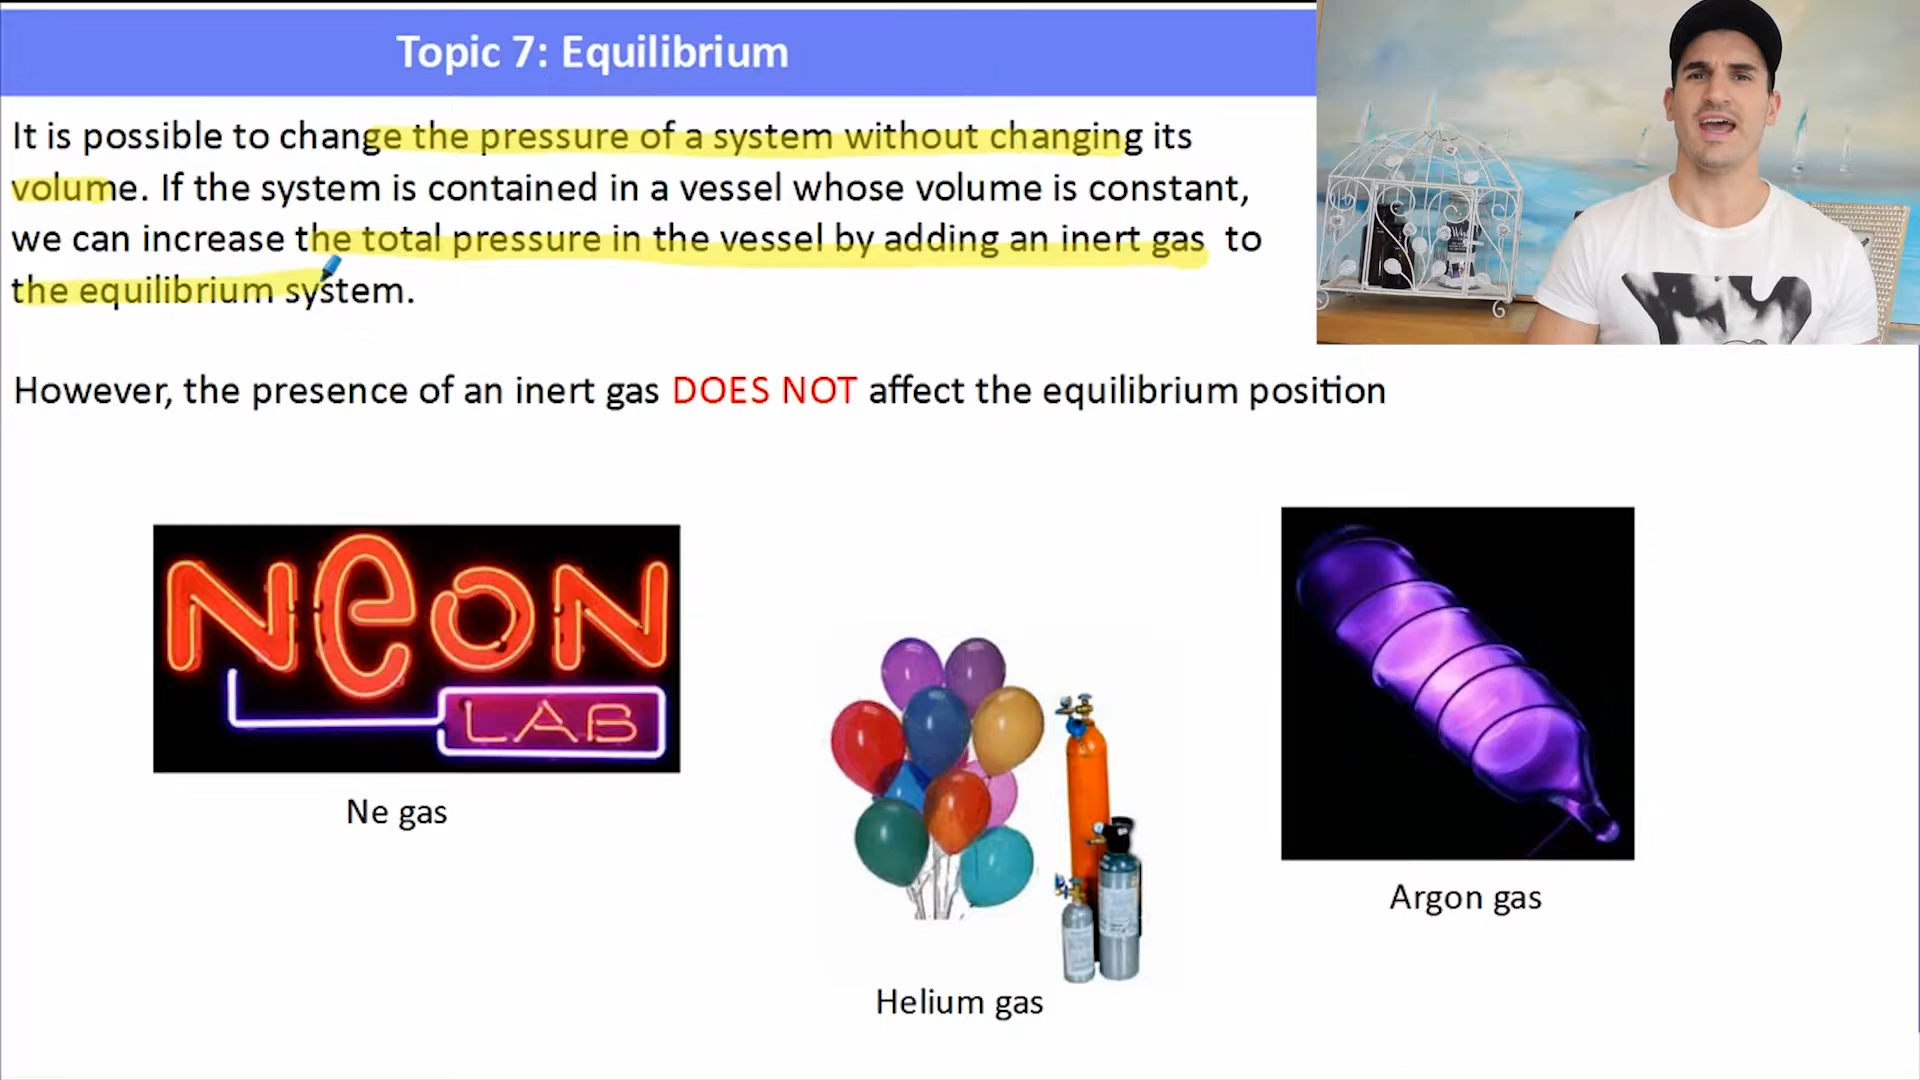 Topic 7: Equilibrium
It is possible to change the pressure of a system without changing its
volume. If the system is contained in a vessel whose volume is constant,
we can increase the total pressure in the vessel by adding an inert gas to
the equilibrium system.
However, the presence of an inert gas DOES NOT affect the equilibrium position
NeON
LAB
Ne gas
Helium gas
Argon gas